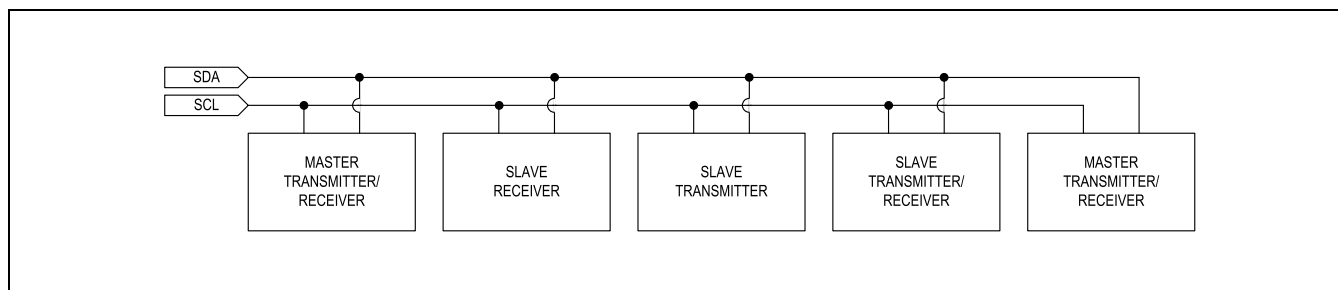 SDA
SCL
MASTER
TRANSMITTER/
RECEIVER
SLAVE
RECEIVER
SLAVE
TRANSMITTER
SLAVE
TRANSMITTER/
RECEIVER
MASTER
TRANSMITTER/
RECEIVER